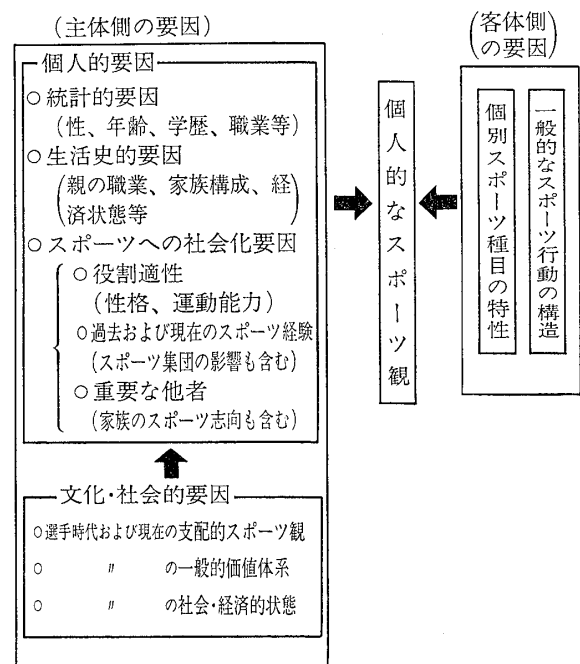 (主体側の要因)
個人的要因
○統計的要因
(性、年齢、学歴、職業等)
○生活史的要因
(親の職業、家族構成、経
済状態等)
○スポーツへの社会化要因
○役割適性
(性格、運動能力)
○過去および現在のスポーツ経験
(スポーツ集団の影響も含む)
○重要な他者
(家族のスポーツ志向も含む)
文化・社会的要因
○選手時代および現在の支配的スポーツ観
○ 〃 の一般的価値体系
○ 〃 の社会・経済的状態
個人的なスポーツ観
(客体側
の要因)
一般的なスポーツ行動の構造
個別スポーツ種目の特性